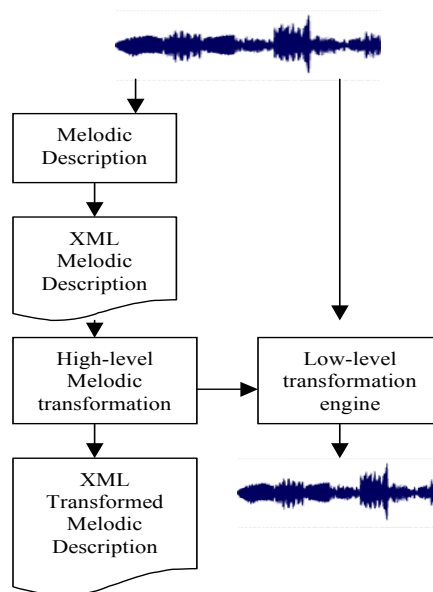 Melodic
Description
XML
Melodic
Description
High-level
Melodic
transformation
Low-level
transformation
engine
XML
Transformed
Melodic
Description